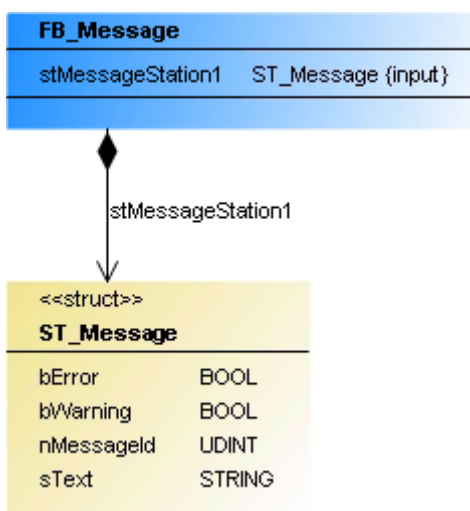 FB_Message
stMessageStation1 ST_Message {input}
stMessageStation1
<<struct>>
ST_Message
bError BOOL
bWarning BOOL
nMessageId UDINT
sText STRING